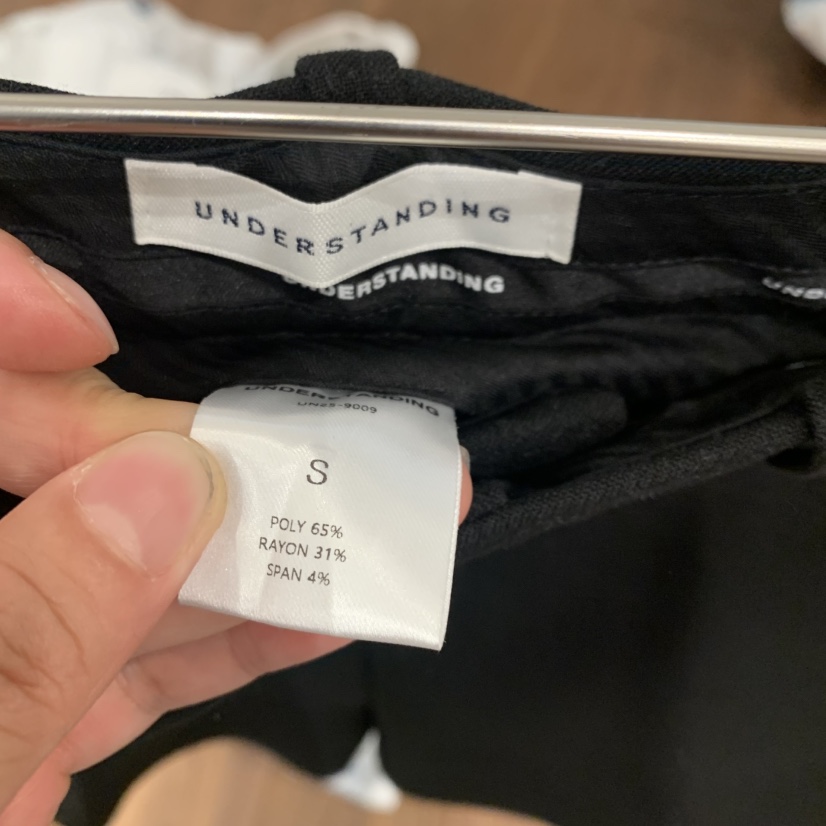 UNDERSTANDING
UNDERSTANDING
UNDERSTANDING
S
POLY 65%
RAYON 31%
SPAN 4%